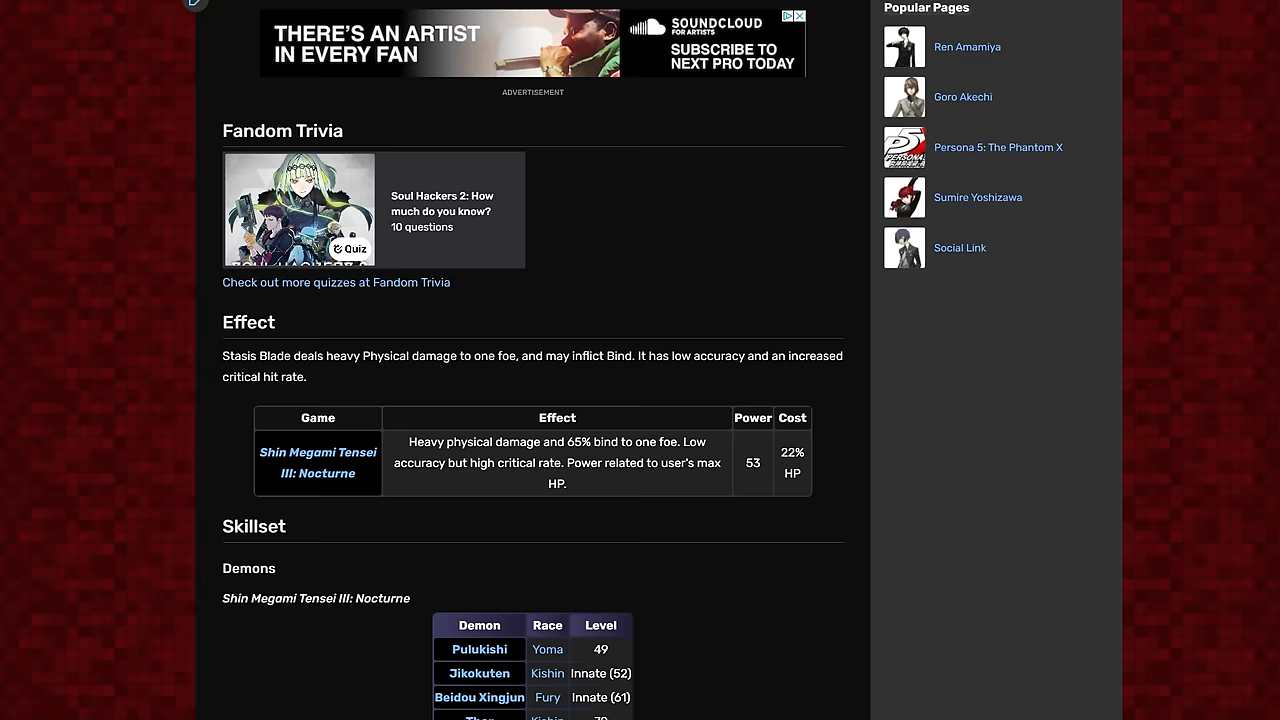 THERE'S AN ARTIST
IN EVERY FAN
SOUNDCLOUD
FOR ARTISTS
SUBSCRIBE TO
NEXT PRO TODAY
ADVERTISEMENT
Fandom Trivia
Soul Hackers 2: How
much do you know?
10 questions
Quiz
Check out more quizzes at Fandom Trivia
Effect
Stasis Blade deals heavy Physical damage to one foe, and may inflict Bind. It has low accuracy and an increased
critical hit rate.
Game Effect Power Cost
Shin Megami Tensei III: Nocturne
Heavy physical damage and 65% bind to one foe. Low
accuracy but high critical rate. Power related to user's max
HP.
53
22%
HP
Skillset
Demons
Shin Megami Tensei III: Nocturne
Demon Race Level
Pulukishi Yoma 49
Jikokuten Kishin Innate (52)
Beidou Xingjun Fury Innate (61)
Popular Pages
Ren Amamiya
Goro Akechi
Persona 5: The Phantom X
Sumire Yoshizawa
Social Link